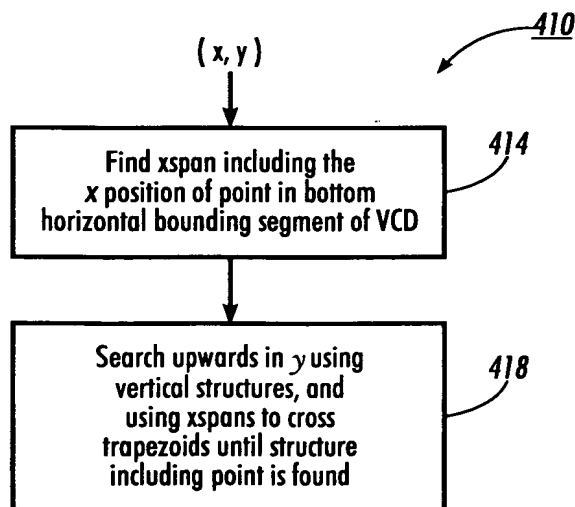 410
( x, y )
414
Find xspan including the
x position of point in bottom
horizontal bounding segment of VCD
418
Search upwards in y using
vertical structures, and
using xspans to cross
trapezoids until structure
including point is found